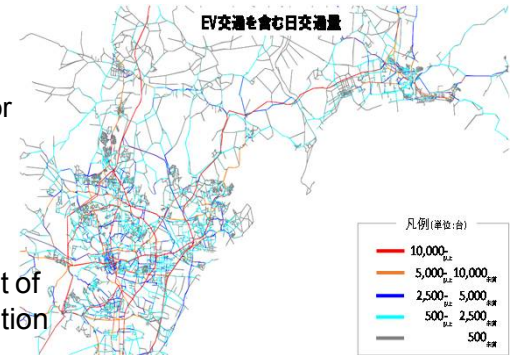 EV交通を含む日交通量
or
t of
tion
凡例(単位:台)
10,000-以上
5,000-以上 10,000未満
2,500-以上 5,000未満
500-以上 2,500未満
500未満